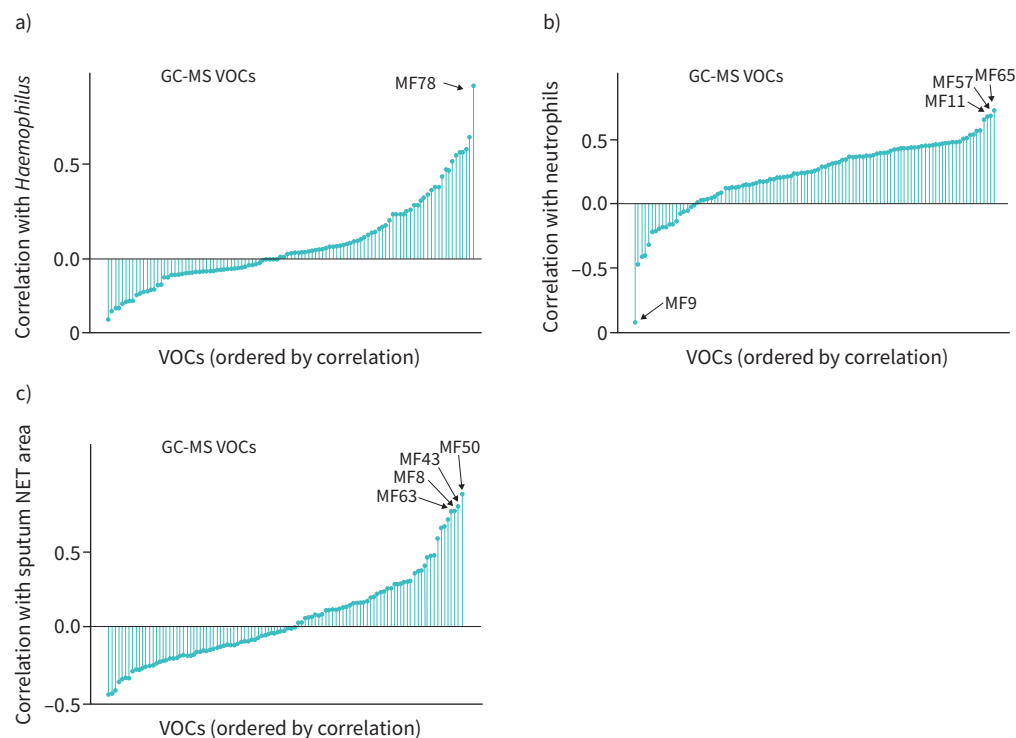 a)
GC-MS VOCs
MF78
Correlation with Haemophilus
0.5
0.0
0
VOCs (ordered by correlation)
b)
GC-MS VOCs
MF65
MF57
MF11
Correlation with neutrophils
0.5
0.0
−0.5
0
MF9
VOCs (ordered by correlation)
c)
GC-MS VOCs
MF50
MF43
MF8
MF63
Correlation with sputum NET area
0.5
0.0
−0.5
VOCs (ordered by correlation)